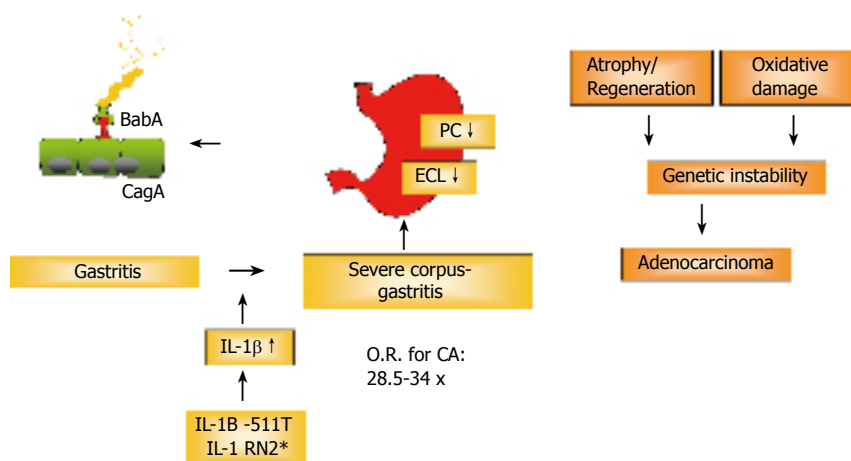 BabA
CagA
PC ↓
ECL ↓
Atrophy/
Regeneration
Oxidative
damage
Genetic instability
Adenocarcinoma
Gastritis
Severe corpus-
gastritis
IL-1β ↑
IL-1B -511T
IL-1 RN2*
O.R. for CA:
28.5-34 x